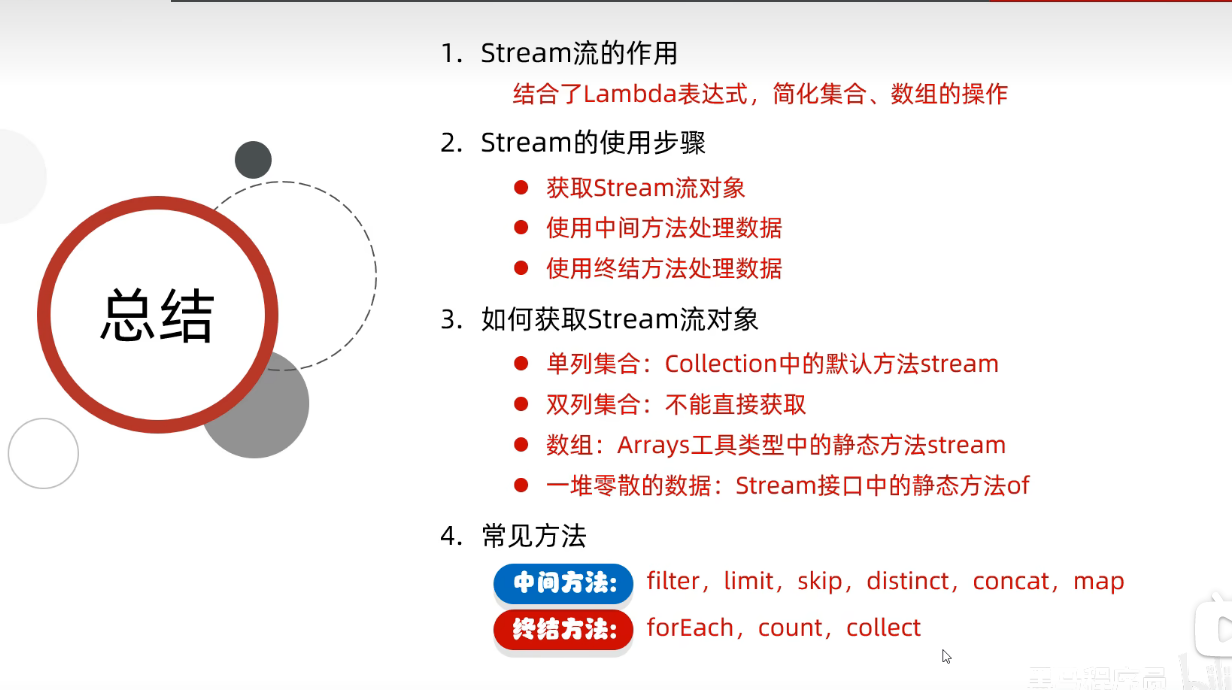 总结
1. Stream流的作用
结合了Lambda表达式，简化集合、数组的操作
2. Stream的使用步骤
获取Stream流对象
使用中间方法处理数据
使用终结方法处理数据
3. 如何获取Stream流对象
单列集合：Collection中的默认方法stream
双列集合：不能直接获取
数组：Arrays工具类型中的静态方法stream
一堆零散的数据：Stream接口中的静态方法of
4. 常见方法
中间方法: filter，limit，skip，distinct，concat，map
终结方法: forEach，count，collect